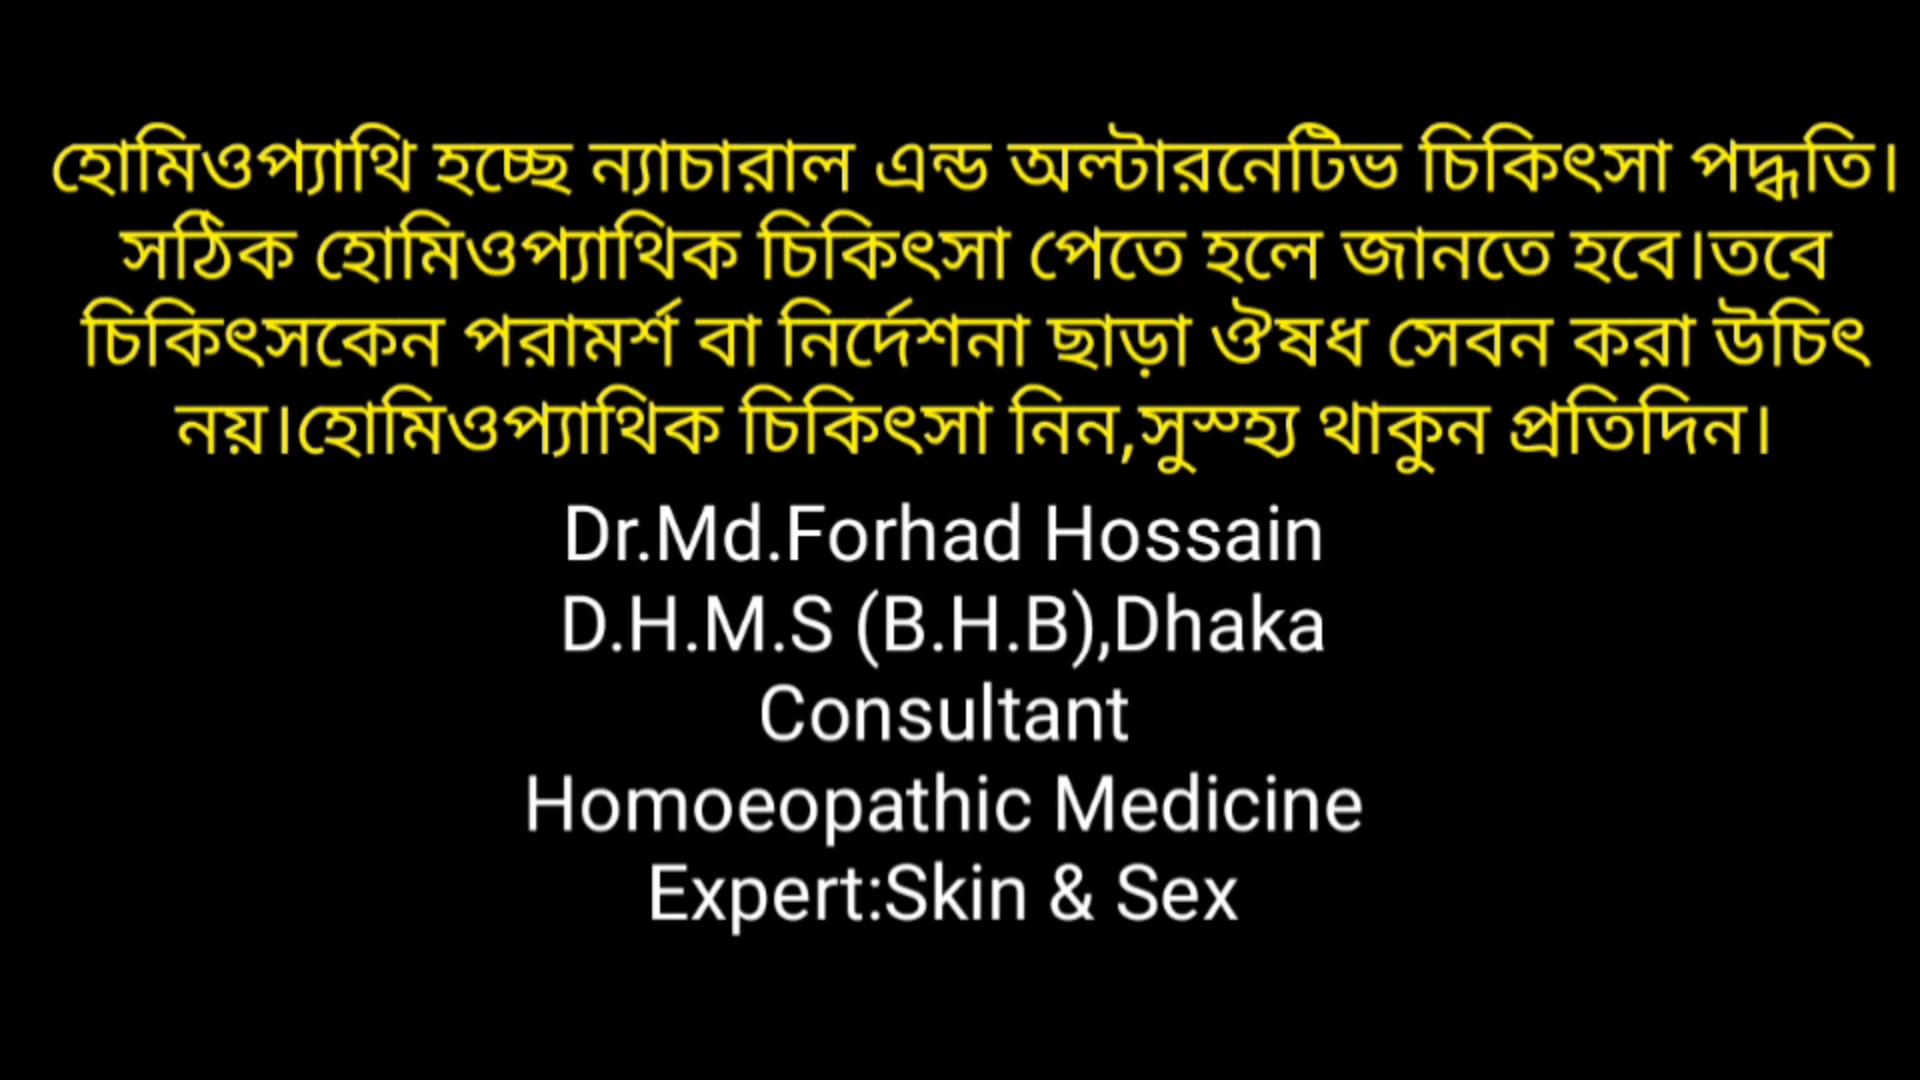 হোমিওপ্যাথি হচ্ছে ন্যাচারাল এন্ড অল্টারনেটিভ চিকিৎসা পদ্ধতি।
সঠিক হোমিওপ্যাথিক চিকিৎসা পেতে হলে জানতে হবে।তবে
চিকিৎসকেন পরামর্শ বা নির্দেশনা ছাড়া ঔষধ সেবন করা উচিৎ
নয়।হোমিওপ্যাথিক চিকিৎসা নিন,সুস্হ্য থাকুন প্রতিদিন।
Dr.Md.Forhad Hossain
D.H.M.S (B.H.B),Dhaka
Consultant
Homoeopathic Medicine
Expert:Skin & Sex